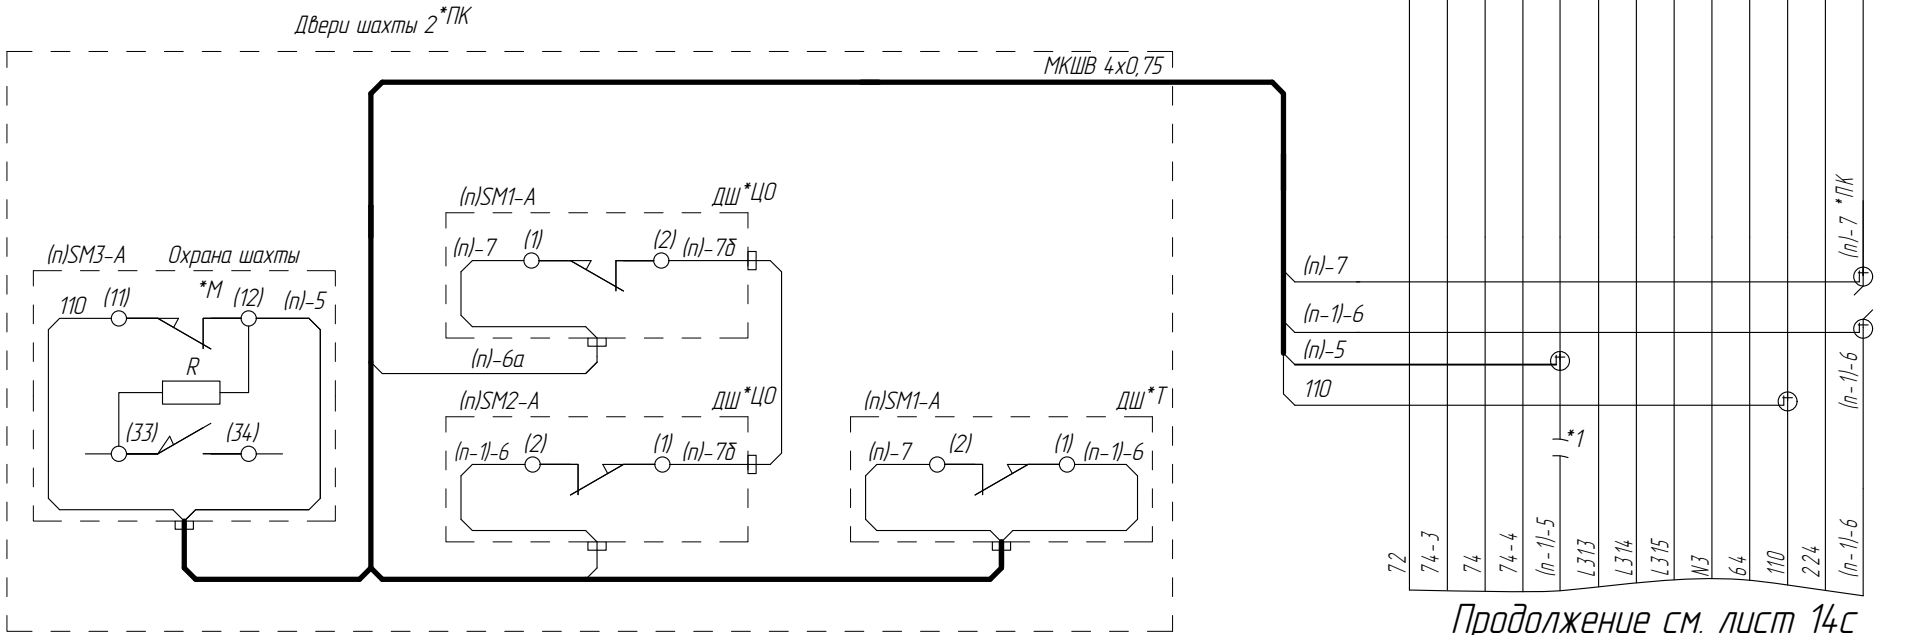 Двери шахты 2*ПК
МКШВ 4х0,75
(п)SM3-А Охрана шахты
*М
110 (11) (12) (п)-5
R
(33) (34)
(п)SM1-А ДШ*ЦО
(п)-7 (1) (2) (п)-7б
(п)-6а
(п)SM2-А ДШ*ЦО
(п-1)-6 (2) (1) (п)-7б
(п)SM1-А ДШ*Т
(п)-7 (2) (1) (п-1)-6
(п)-7
(п-1)-6
(п)-5
110
*1
(п)-7 *ПК
(п-1)-6
72
74-3
74
74-4
(п-1)-5
L313
L314
L315
N3
64
110
224
(п-1)-6
Продолжение см. лист 14с